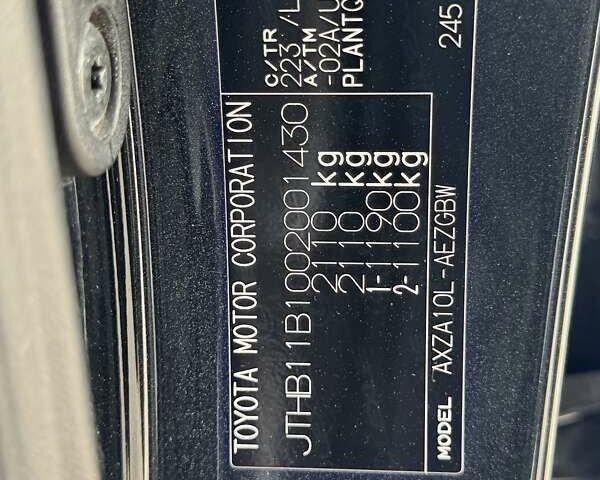 TOYOTA MOTOR CORPORATION
JTHB11B1002001430
2110 kg
2110 kg
1-1190kg
2-1100kg
MODEL AXZA10L-AEZGBW
C/TR
223 /L
A/TM
-02A/U
PLANT
245